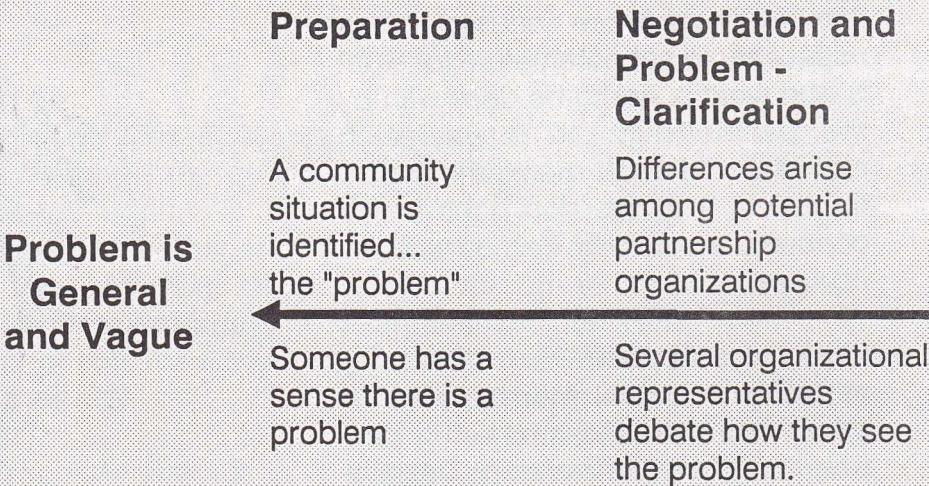 Preparation
Negotiation and
Problem -
Clarification
Problem is
General
and Vague
A community
situation is
identified...
the "problem"
Differences arise
among potential
partnership
organizations
Someone has a
sense there is a
problem
Several organizational
representatives
debate how they see
the problem.